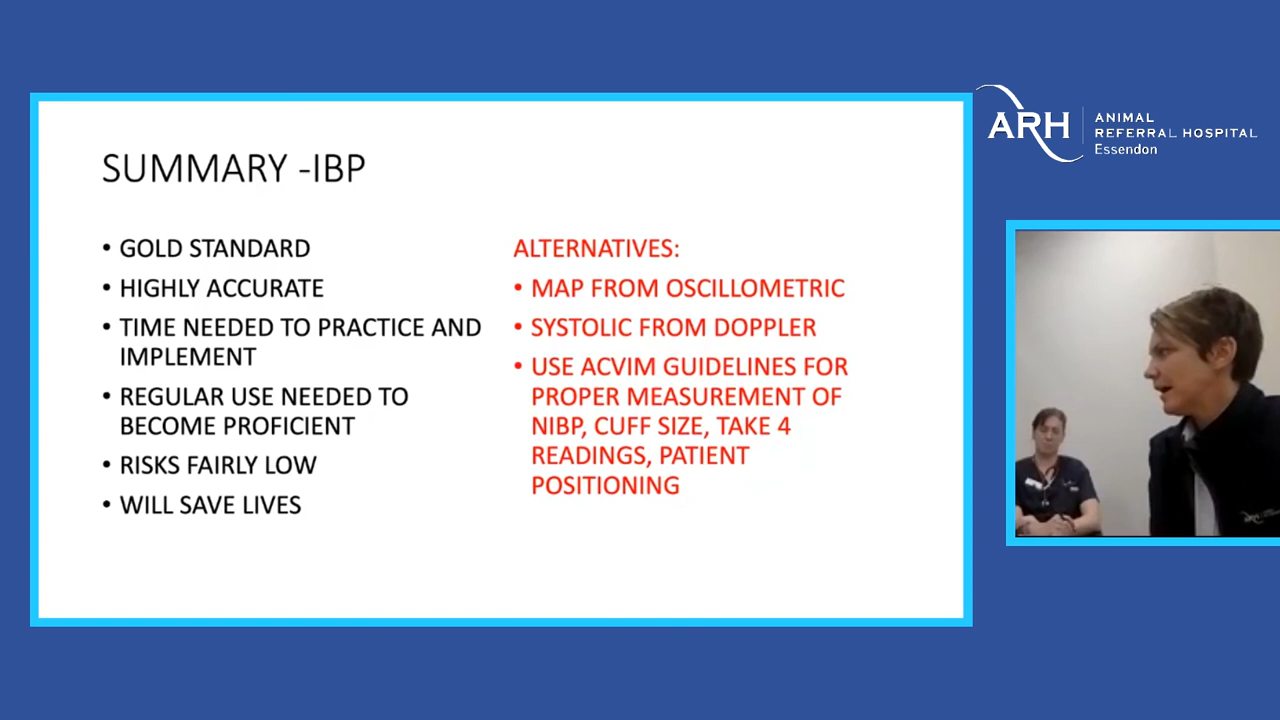 SUMMARY -IBP
• GOLD STANDARD
• HIGHLY ACCURATE
• TIME NEEDED TO PRACTICE AND
IMPLEMENT
• REGULAR USE NEEDED TO
BECOME PROFICIENT
• RISKS FAIRLY LOW
• WILL SAVE LIVES
ALTERNATIVES:
• MAP FROM OSCILLOMETRIC
• SYSTOLIC FROM DOPPLER
• USE ACVIM GUIDELINES FOR
PROPER MEASUREMENT OF
NIBP, CUFF SIZE, TAKE 4
READINGS, PATIENT
POSITIONING
ARH
ANIMAL
REFERRAL HOSPITAL
Essendon